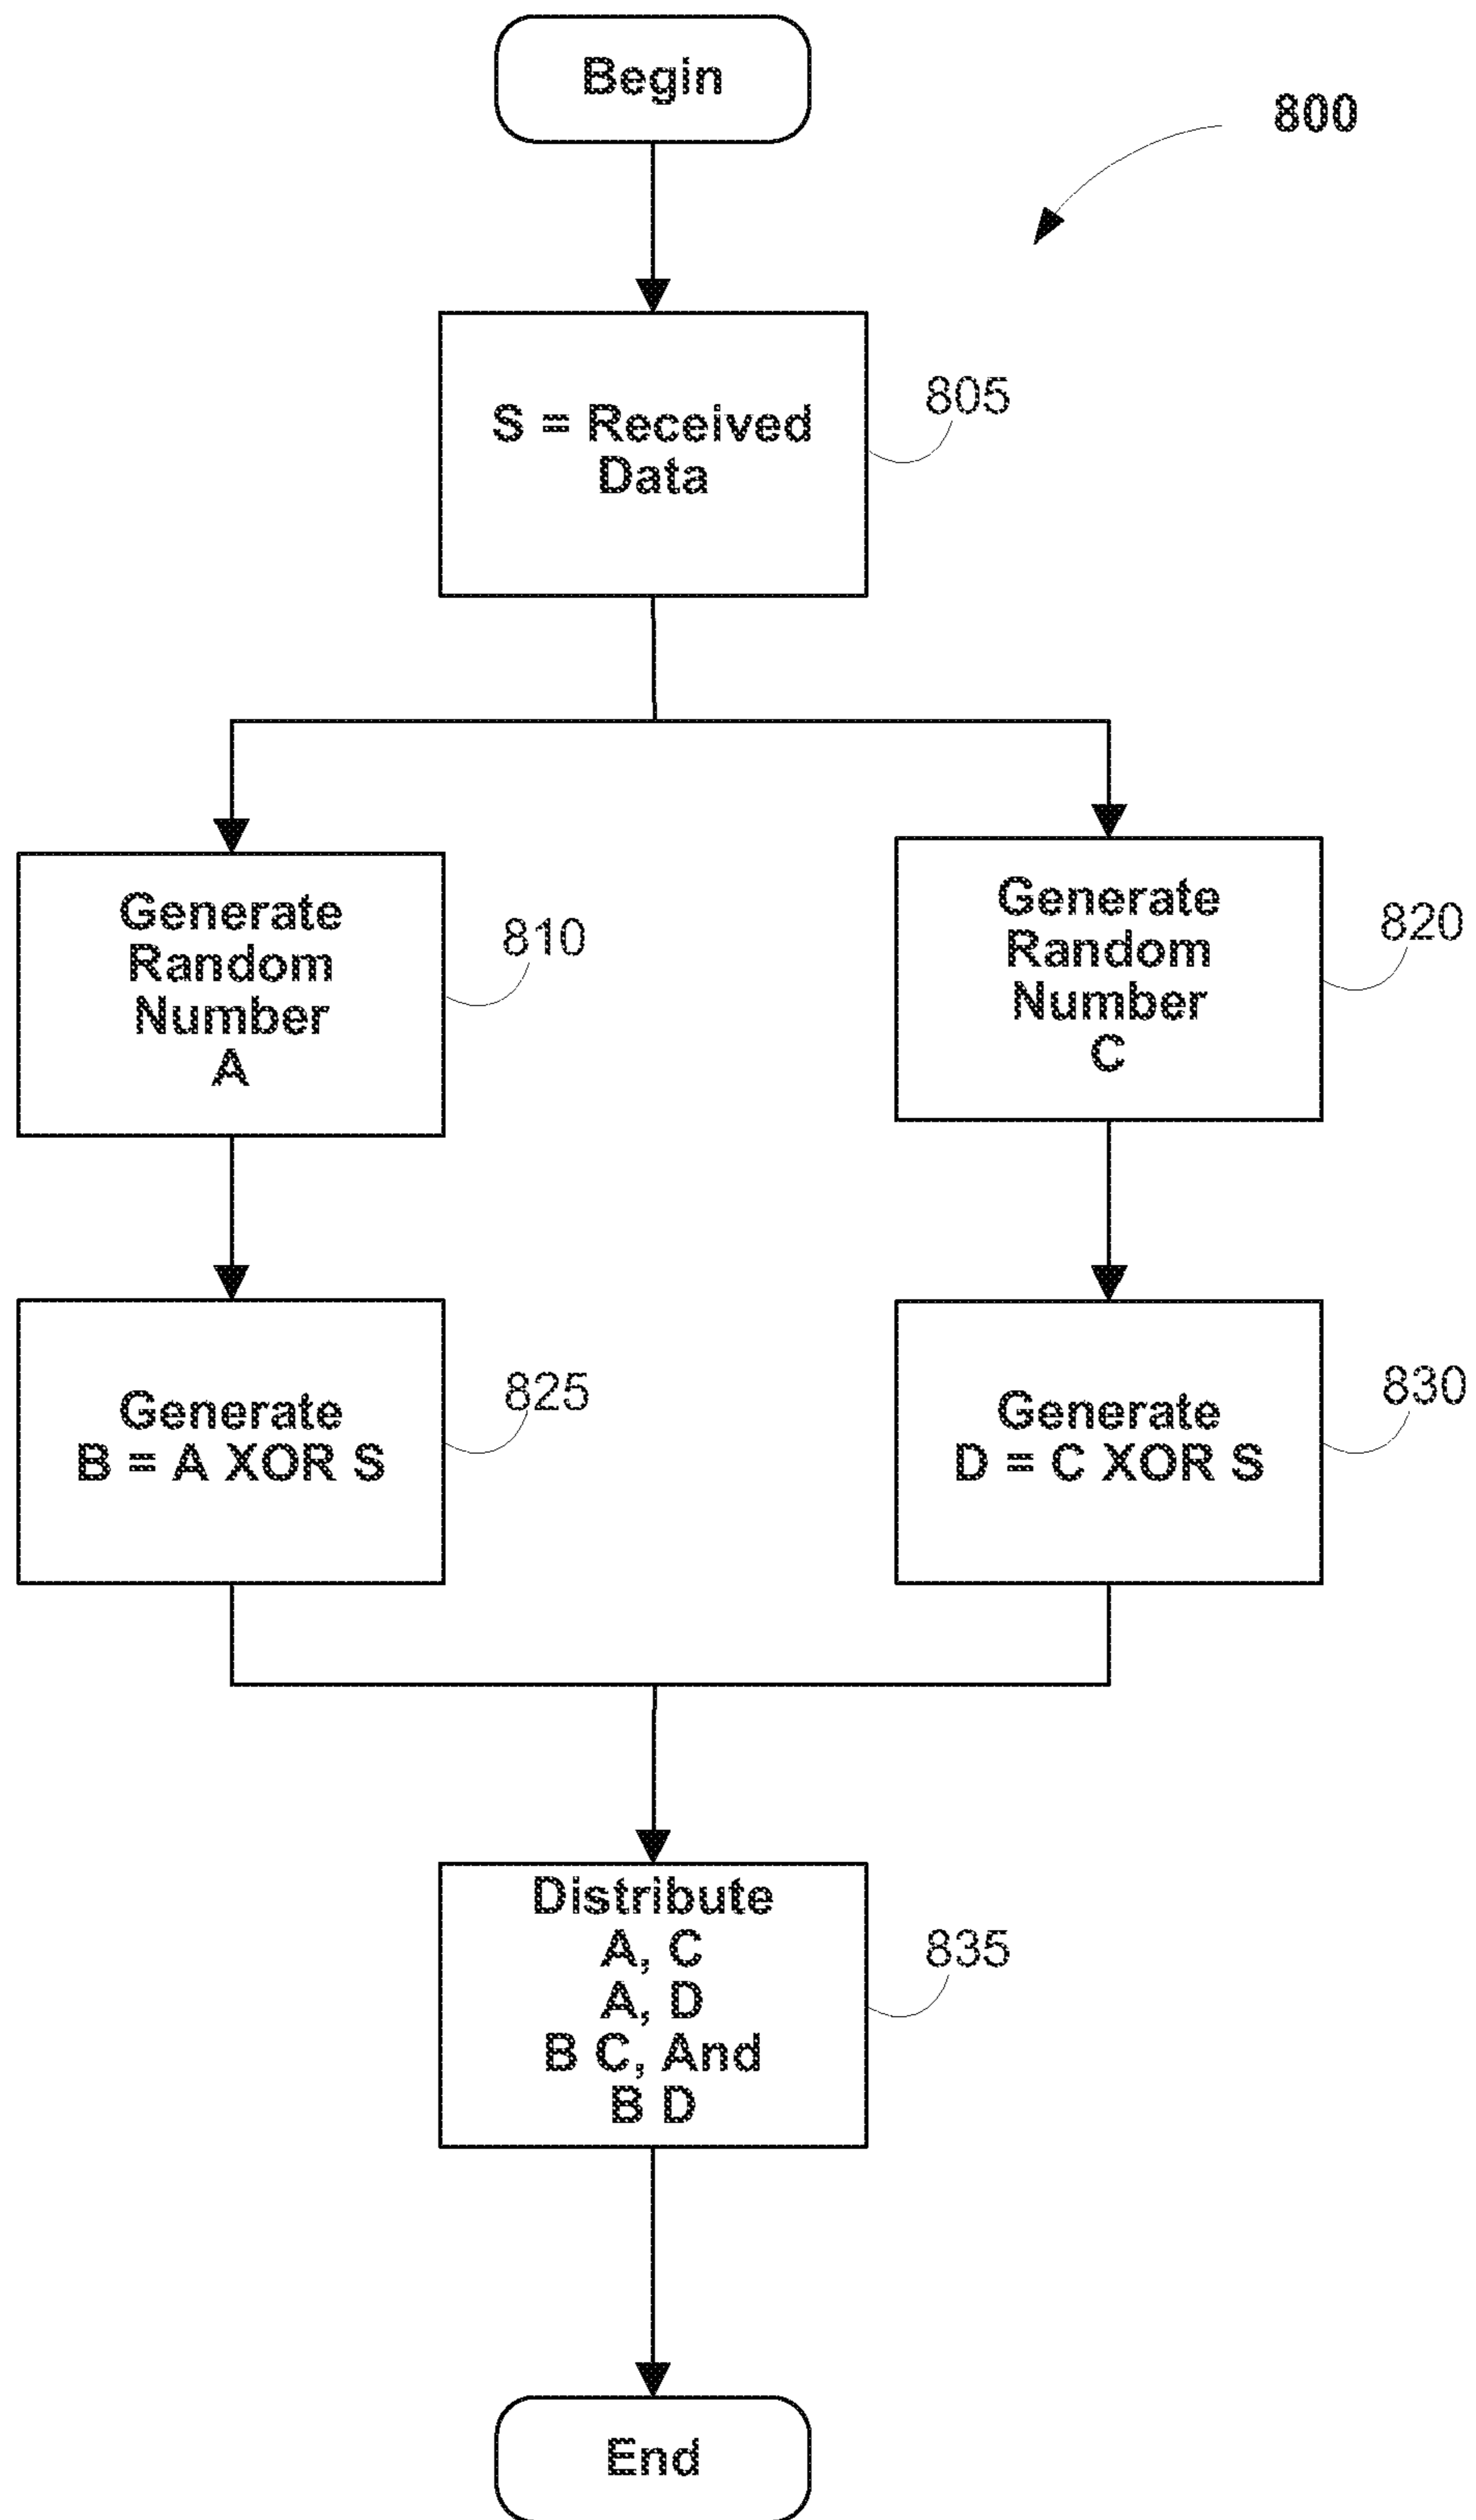 Begin
800
S = Received
Data
805
Generate
Random
Number
A
810
Generate
Random
Number
C
820
Generate
B = A XOR S
825
Generate
D = C XOR S
830
Distribute
A, C
A, D
B C, And
B D
835
End